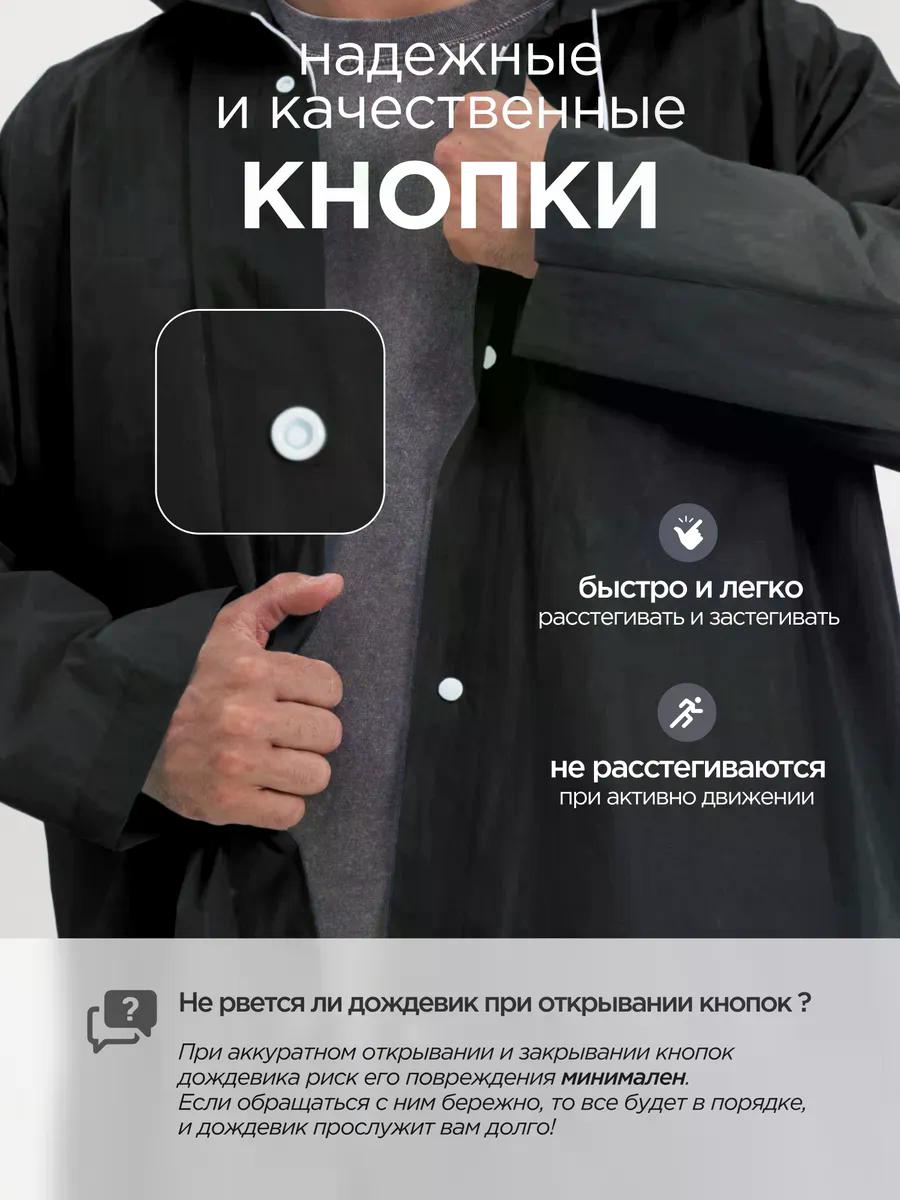 надежные
и качественные
КНОПКИ
быстро и легко
расстегивать и застегивать
не расстегиваются
при активно движении
?
Не рвется ли дождевик при открывании кнопок ?
При аккуратном открывании и закрывании кнопок
дождевика риск его повреждения минимален.
Если обращаться с ним бережно, то все будет в порядке,
и дождевик прослужит вам долго!